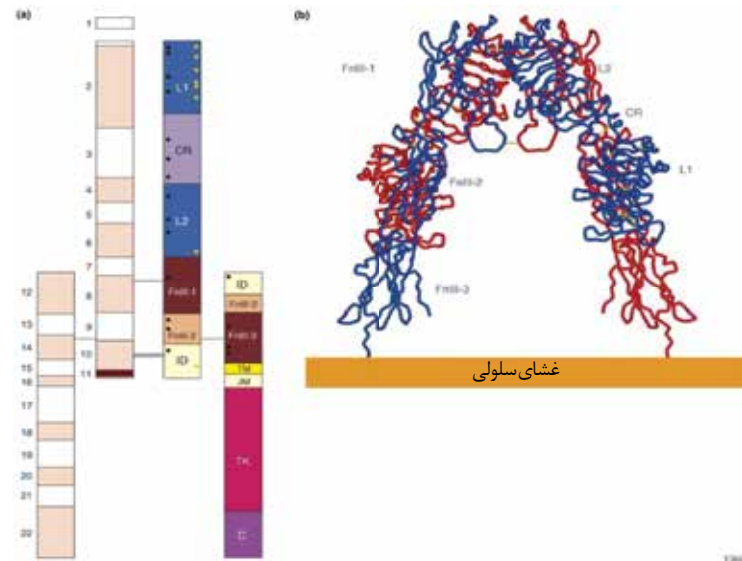 (a)
1
2
3
4
5
6
7
8
9
10
11
L1
CR
L2
FnIII-1
FnIII-2
ID
12
13
14
15
16
17
18
19
20
21
22
ID
FnIII-2
FnIII-3
TM
JM
TK
C
(b)
FnIII-1
L2
CR
L1
FnIII-2
FnIII-3
غشای سلولی